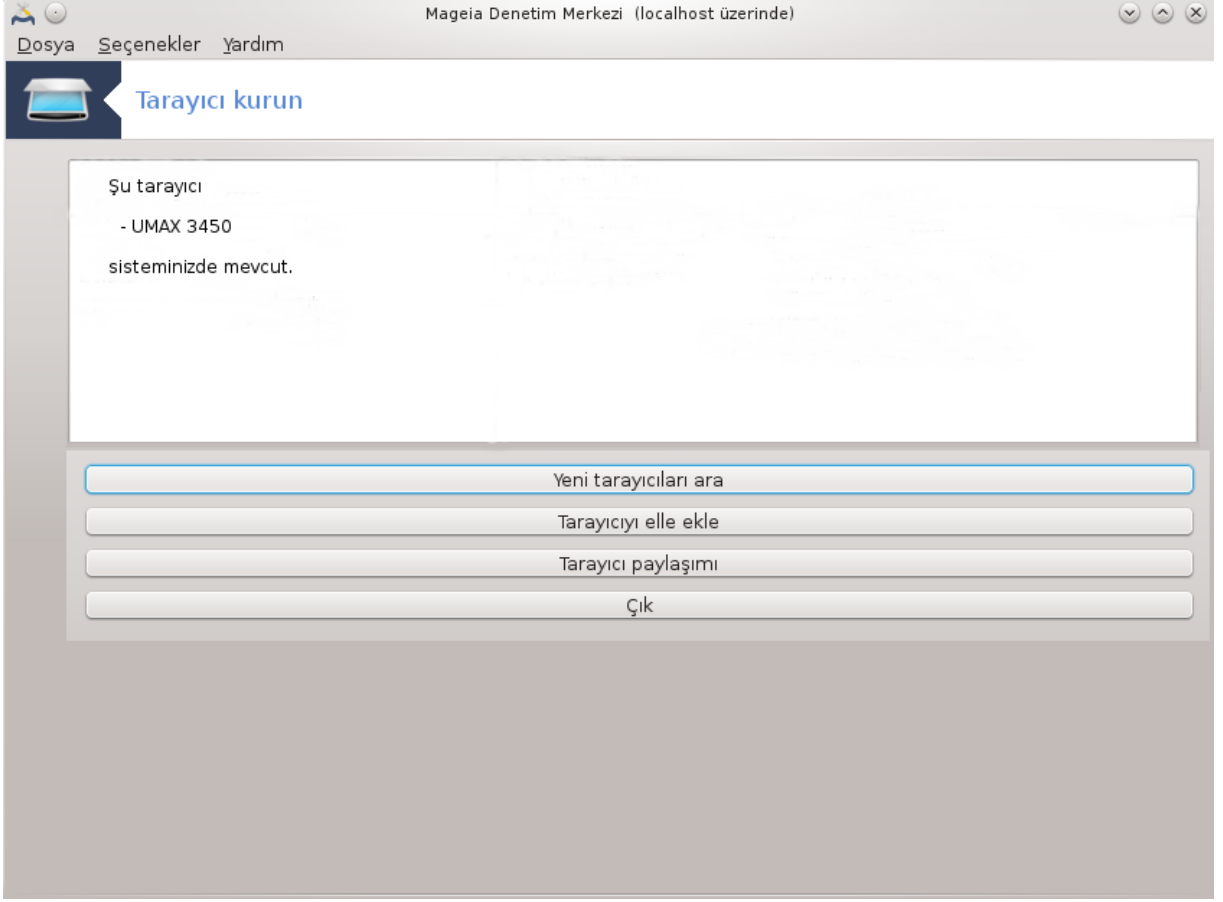 Mageia Denetim Merkezi (localhost üzerinde)
Dosya Seçenekler Yardım
Tarayıcı kurun
Şu tarayıcı
- UMAX 3450
sisteminizde mevcut.
Yeni tarayıcıları ara
Tarayıcıyı elle ekle
Tarayıcı paylaşımı
Çık